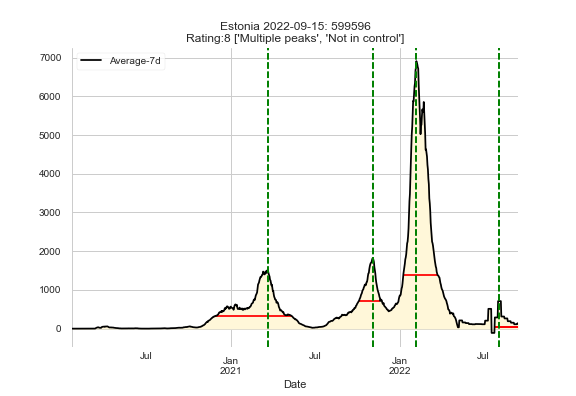 Estonia 2022-09-15: 599596
Rating:8 ['Multiple peaks', 'Not in control']
Average-7d
7000
6000
5000
4000
3000
2000
1000
0
Jul
Jan
2021
Jul
Jan
2022
Jul
Date